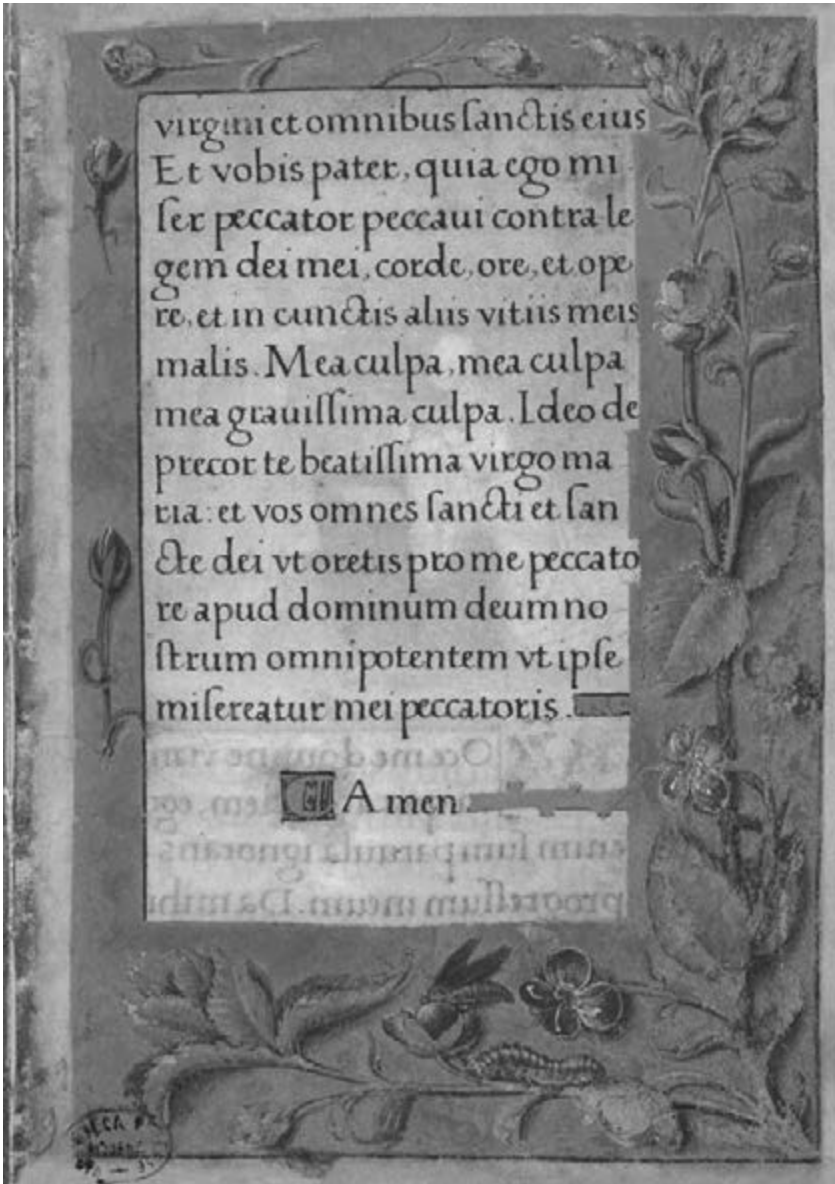 virgini et omnibus ſanctis eius
Et vobis pater, quia ego mi
ſer peccator peccaui contra le
gem dei mei, corde, ore, et ope
re, et in cunctis aliis vitiis meis
malis. Mea culpa, mea culpa
mea grauiſſima culpa. Ideo de
precor te beatiſſima virgo ma
ria: et vos omnes ſancti et ſan
cte dei vt oretis pro me peccato
re apud dominum deum no
ſtrum omnipotentem vt ipſe
miſereatur mei peccatoris.
Amen